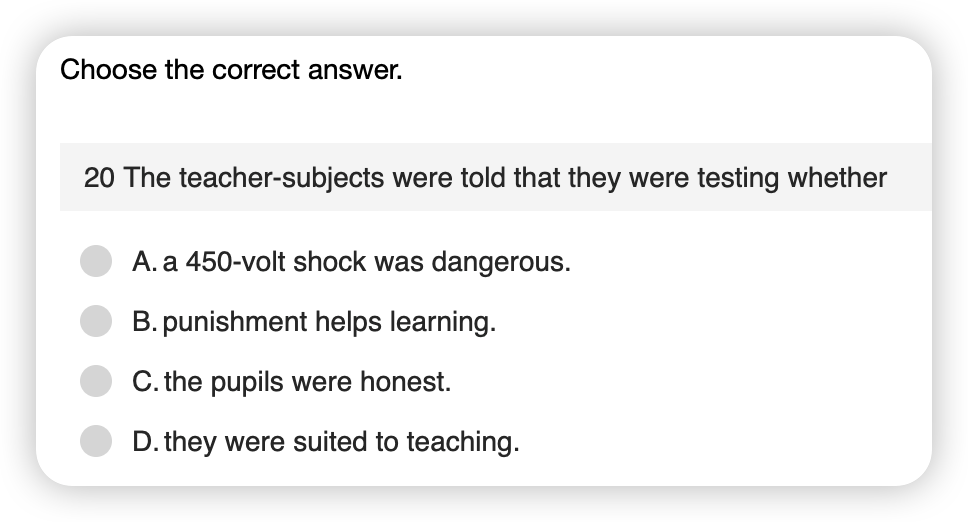 Choose the correct answer.
20 The teacher-subjects were told that they were testing whether
A. a 450-volt shock was dangerous.
B. punishment helps learning.
C. the pupils were honest.
D. they were suited to teaching.